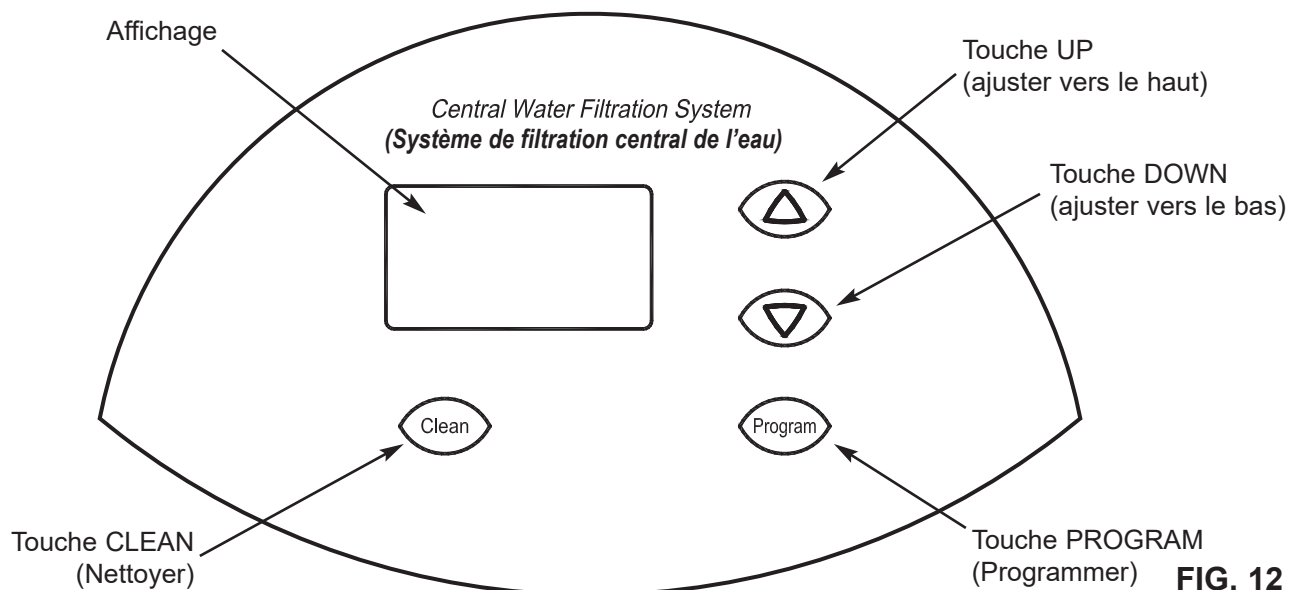 Affichage
Touche UP
(ajuster vers le haut)
Central Water Filtration System
(Système de filtration central de l'eau)
Touche DOWN
(ajuster vers le bas)
Clean
Program
Touche CLEAN
(Nettoyer)
Touche PROGRAM
(Programmer)
FIG. 12